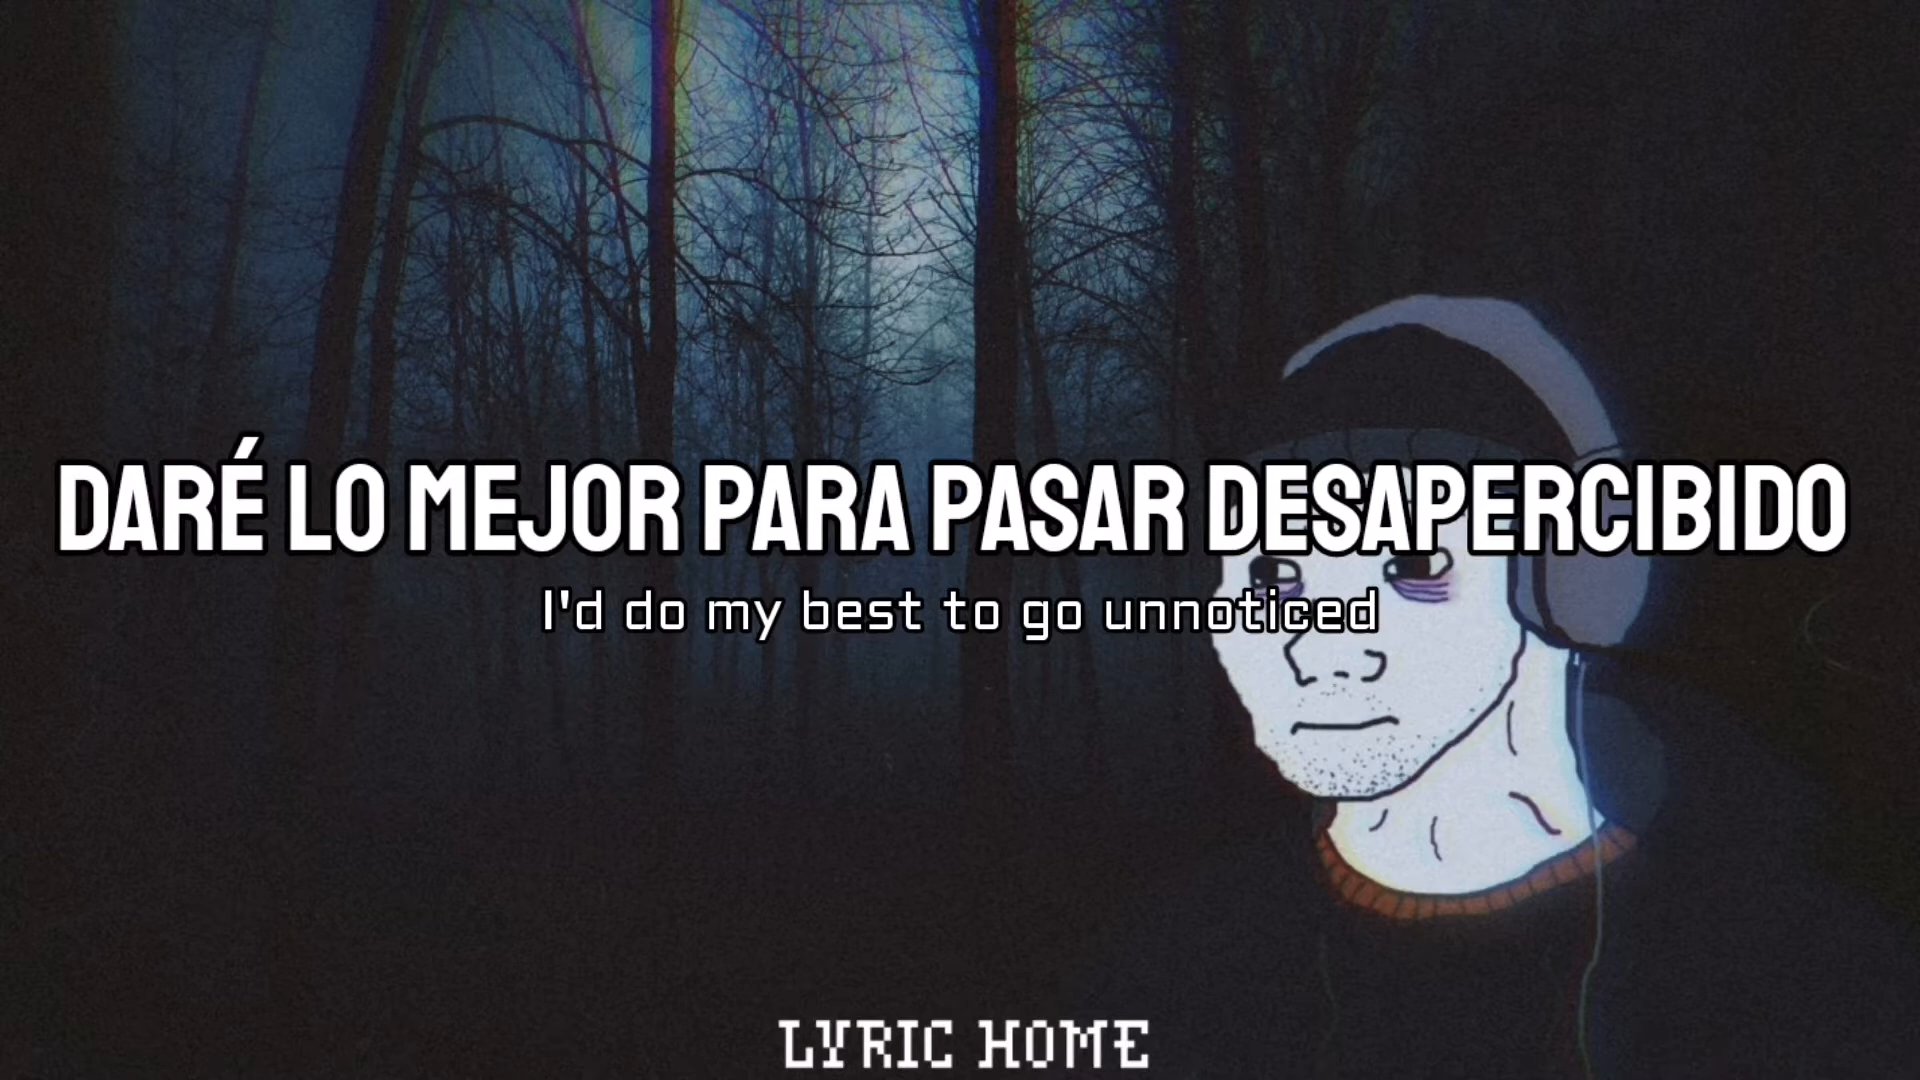 DARÉ LO MEJOR PARA PASAR DESAPERCIBIDO
I'd do my best to go unnoticed
LYRIC HOME